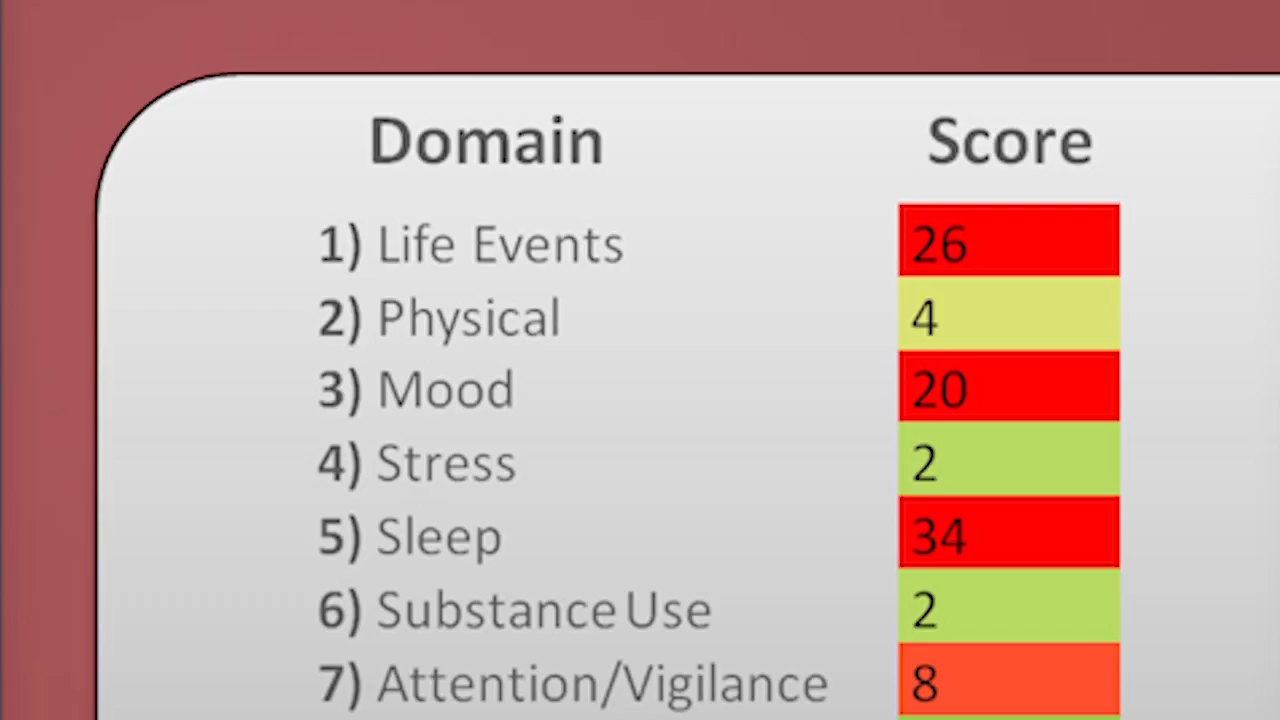 Domain Score
1) Life Events 26
2) Physical 4
3) Mood 20
4) Stress 2
5) Sleep 34
6) Substance Use 2
7) Attention/Vigilance 8